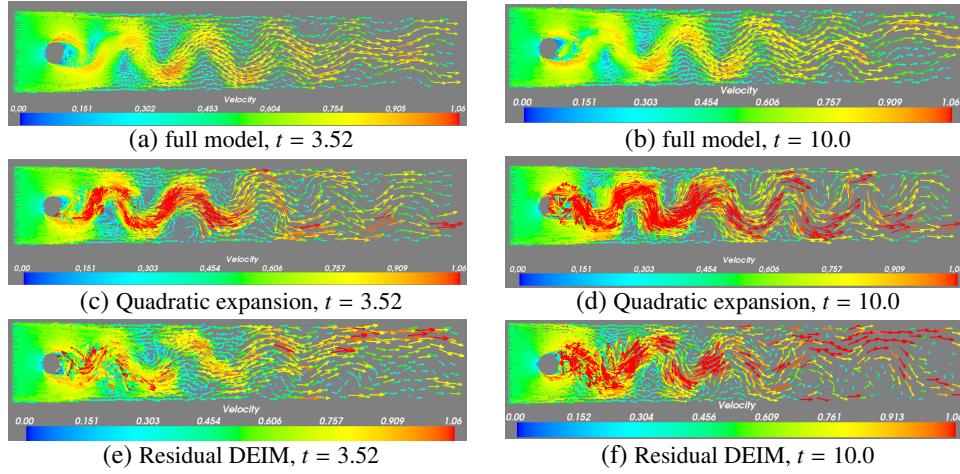 Velocity
0.00 0.151 0.302 0.453 0.604 0.754 0.905 1.06
(a) full model, t = 3.52
Velocity
0.00 0.151 0.303 0.454 0.606 0.757 0.909 1.06
(b) full model, t = 10.0
Velocity
0.00 0.151 0.303 0.454 0.606 0.757 0.909 1.06
(c) Quadratic expansion, t = 3.52
Velocity
0.00 0.151 0.303 0.454 0.606 0.757 0.909 1.06
(d) Quadratic expansion, t = 10.0
Velocity
0.00 0.151 0.303 0.454 0.606 0.757 0.909 1.06
(e) Residual DEIM, t = 3.52
Velocity
0.00 0.152 0.304 0.456 0.609 0.761 0.913 1.06
(f) Residual DEIM, t = 10.0